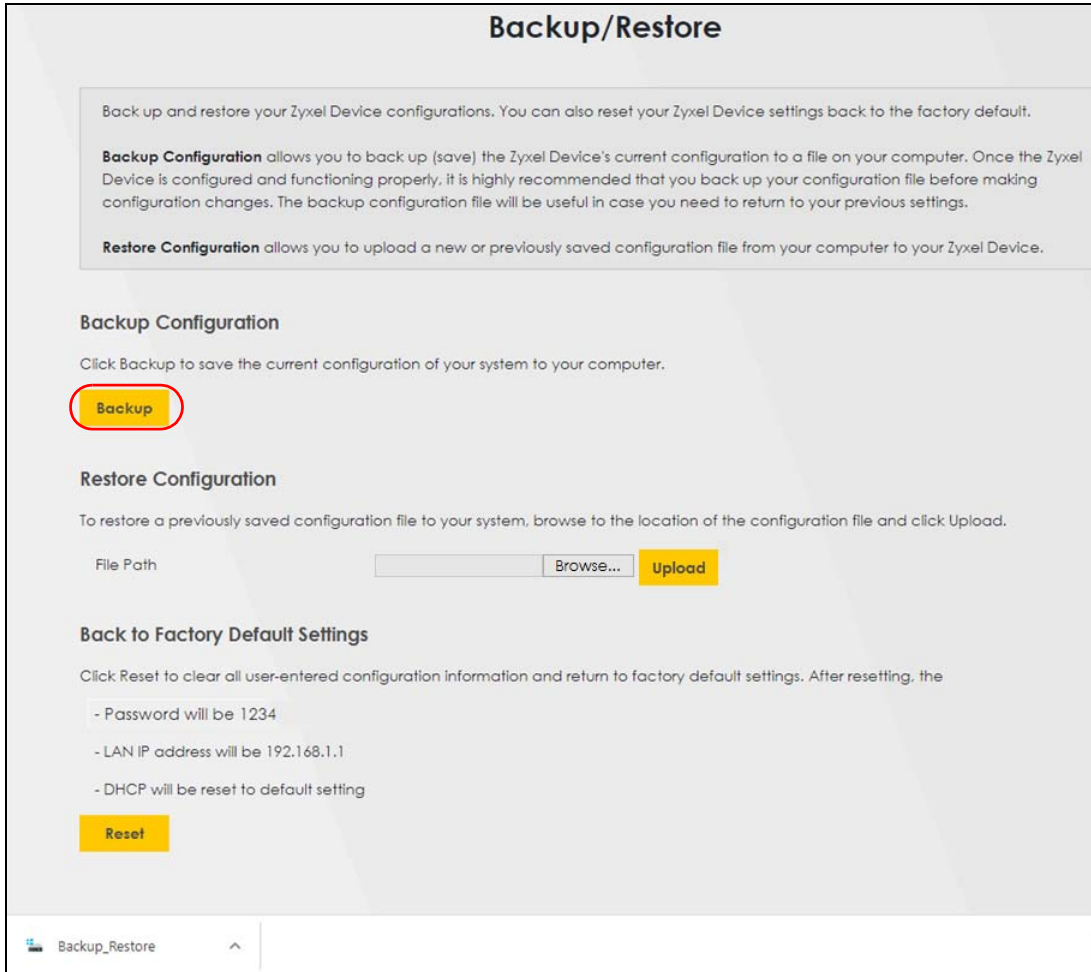 Backup/Restore
Back up and restore your Zyxel Device configurations. You can also reset your Zyxel Device settings back to the factory default.
Backup Configuration allows you to back up (save) the Zyxel Device's current configuration to a file on your computer. Once the Zyxel
Device is configured and functioning properly, it is highly recommended that you back up your configuration file before making
configuration changes. The backup configuration file will be useful in case you need to return to your previous settings.
Restore Configuration allows you to upload a new or previously saved configuration file from your computer to your Zyxel Device.
Backup Configuration
Click Backup to save the current configuration of your system to your computer.
Backup
Restore Configuration
To restore a previously saved configuration file to your system, browse to the location of the configuration file and click Upload.
File Path Browse... Upload
Back to Factory Default Settings
Click Reset to clear all user-entered configuration information and return to factory default settings. After resetting, the
- Password will be 1234
- LAN IP address will be 192.168.1.1
- DHCP will be reset to default setting
Reset
Backup_Restore